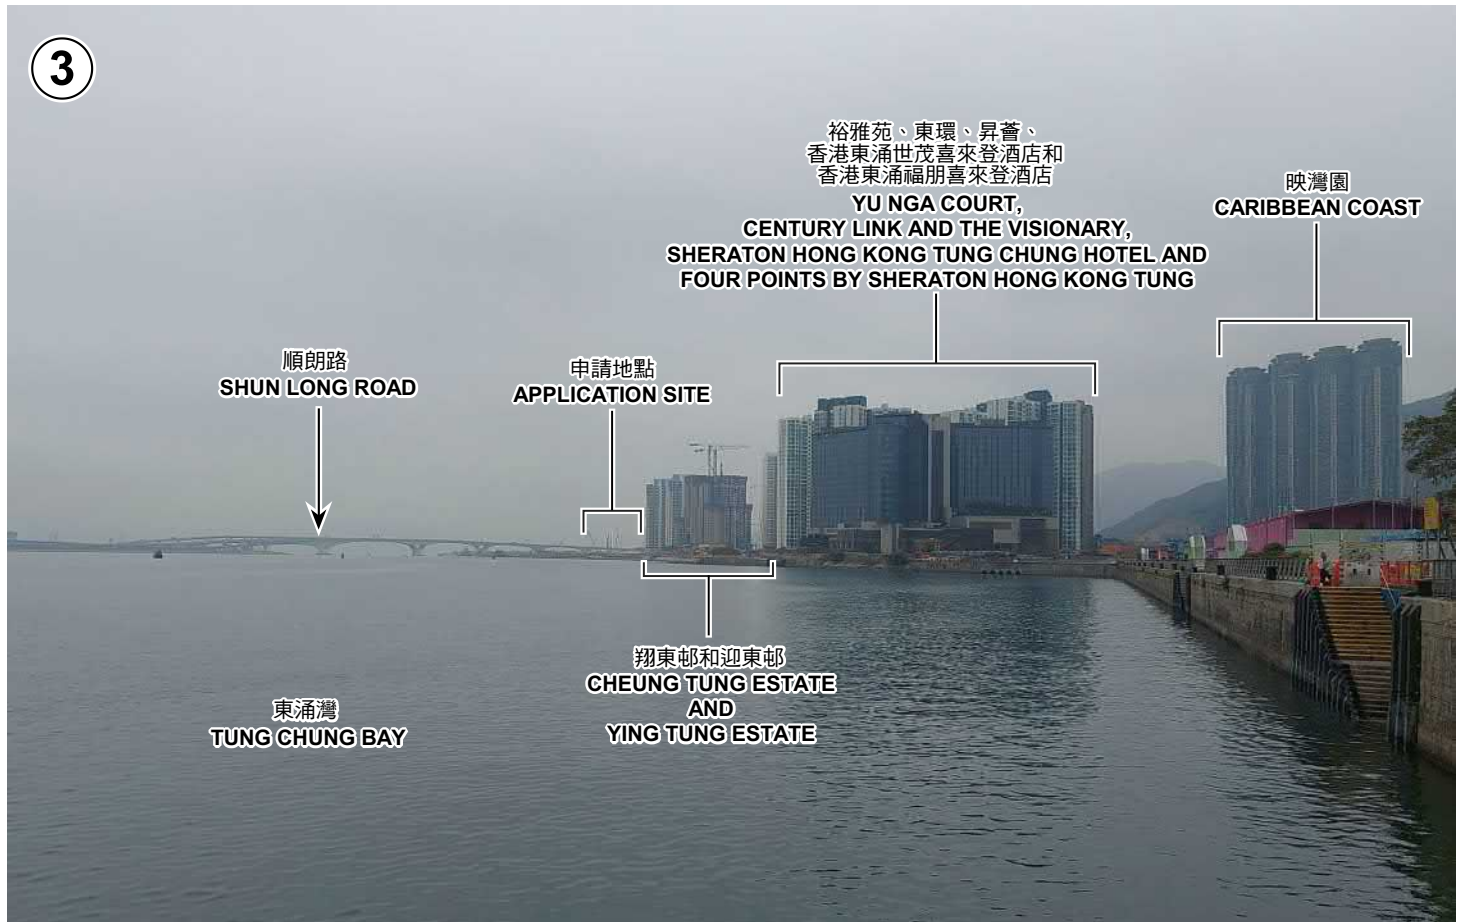 3
裕雅苑、東環、昇薈、
香港東涌世茂喜來登酒店和
香港東涌福朋喜來登酒店
YU NGA COURT,
CENTURY LINK AND THE VISIONARY,
SHERATON HONG KONG TUNG CHUNG HOTEL AND
FOUR POINTS BY SHERATON HONG KONG TUNG
映灣園
CARIBBEAN COAST
順朗路
SHUN LONG ROAD
申請地點
APPLICATION SITE
翔東邨和迎東邨
CHEUNG TUNG ESTATE
AND
YING TUNG ESTATE
東涌灣
TUNG CHUNG BAY